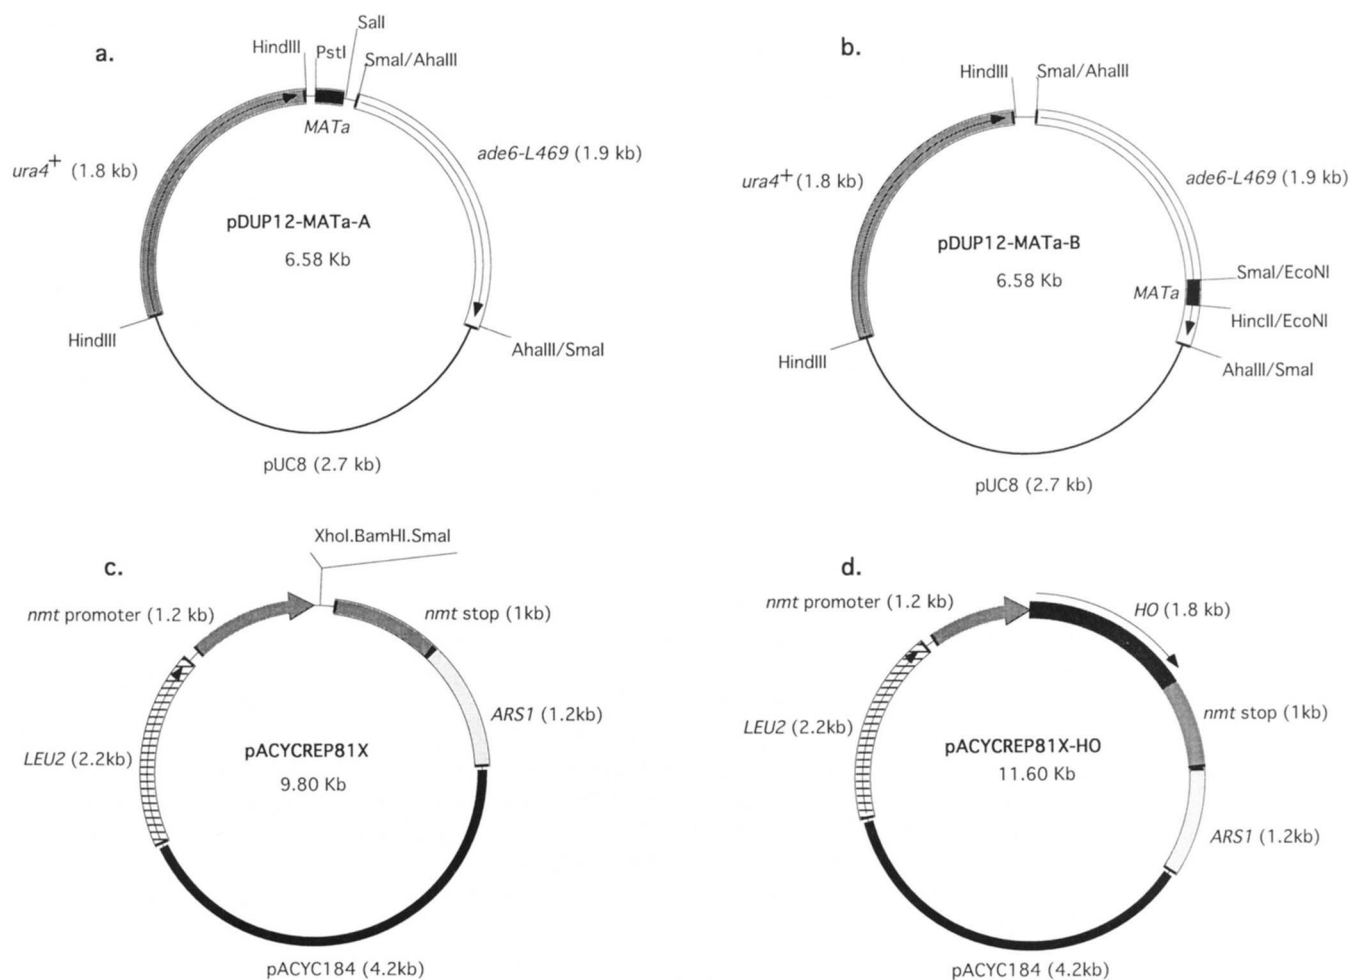 a.
HindIII
PstI
SalI
SmaI/AhaIII
MATa
ura4+ (1.8 kb)
ade6-L469 (1.9 kb)
pDUP12-MATa-A
6.58 Kb
HindIII
AhaIII/SmaI
pUC8 (2.7 kb)
b.
HindIII
SmaI/AhaIII
ura4+ (1.8 kb)
ade6-L469 (1.9 kb)
pDUP12-MATa-B
6.58 Kb
SmaI/EcoNI
MATa
HincII/EcoNI
HindIII
AhaIII/SmaI
pUC8 (2.7 kb)
c.
XhoI.BamHI.SmaI
nmt promoter (1.2 kb)
nmt stop (1kb)
ARS1 (1.2kb)
LEU2 (2.2kb)
pACYCREP81X
9.80 Kb
pACYC184 (4.2kb)
d.
nmt promoter (1.2 kb)
HO (1.8 kb)
nmt stop (1kb)
LEU2 (2.2kb)
pACYCREP81X-HO
11.60 Kb
ARS1 (1.2kb)
pACYC184 (4.2kb)